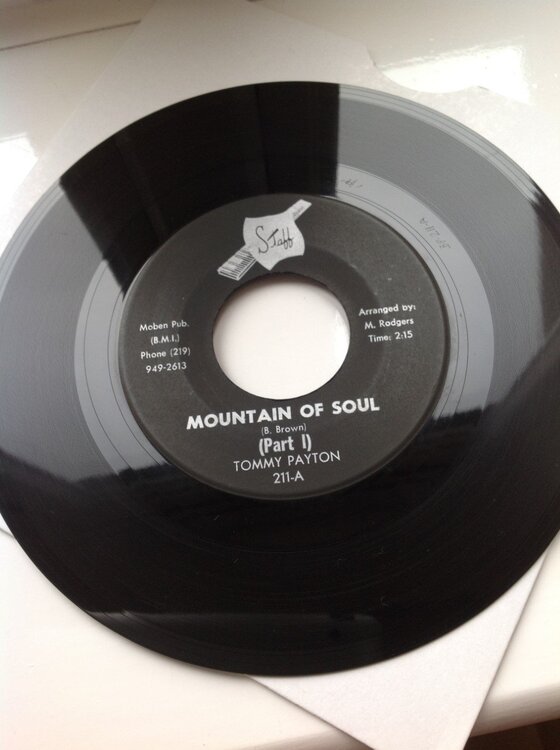 Staff
Moben Pub.
(B.M.I.)
Phone (219)
949-2613
Arranged by:
M. Rodgers
Time: 2:15
MOUNTAIN OF SOUL
(B. Brown)
(Part I)
TOMMY PAYTON
211-A